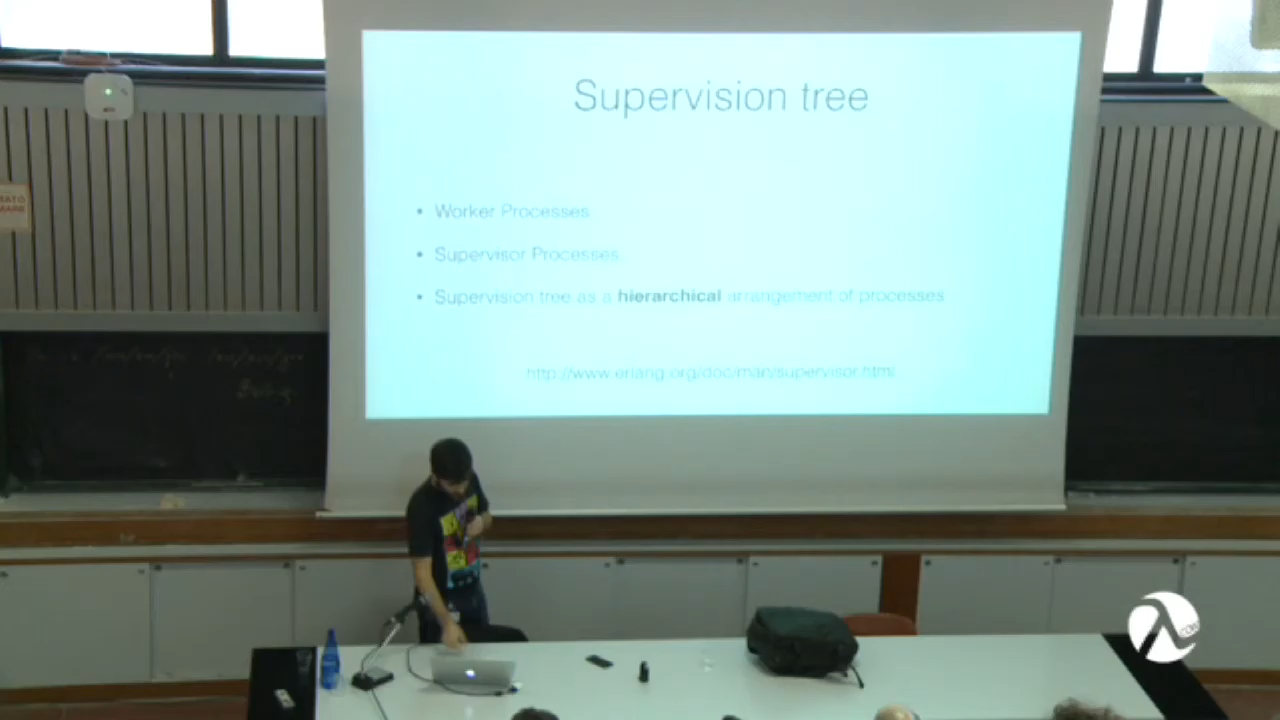 Supervision tree
• Worker Processes
• Supervisor Processes
• Supervision tree as a hierarchical arrangement of processes
http://www.erlang.org/doc/man/supervisor.html